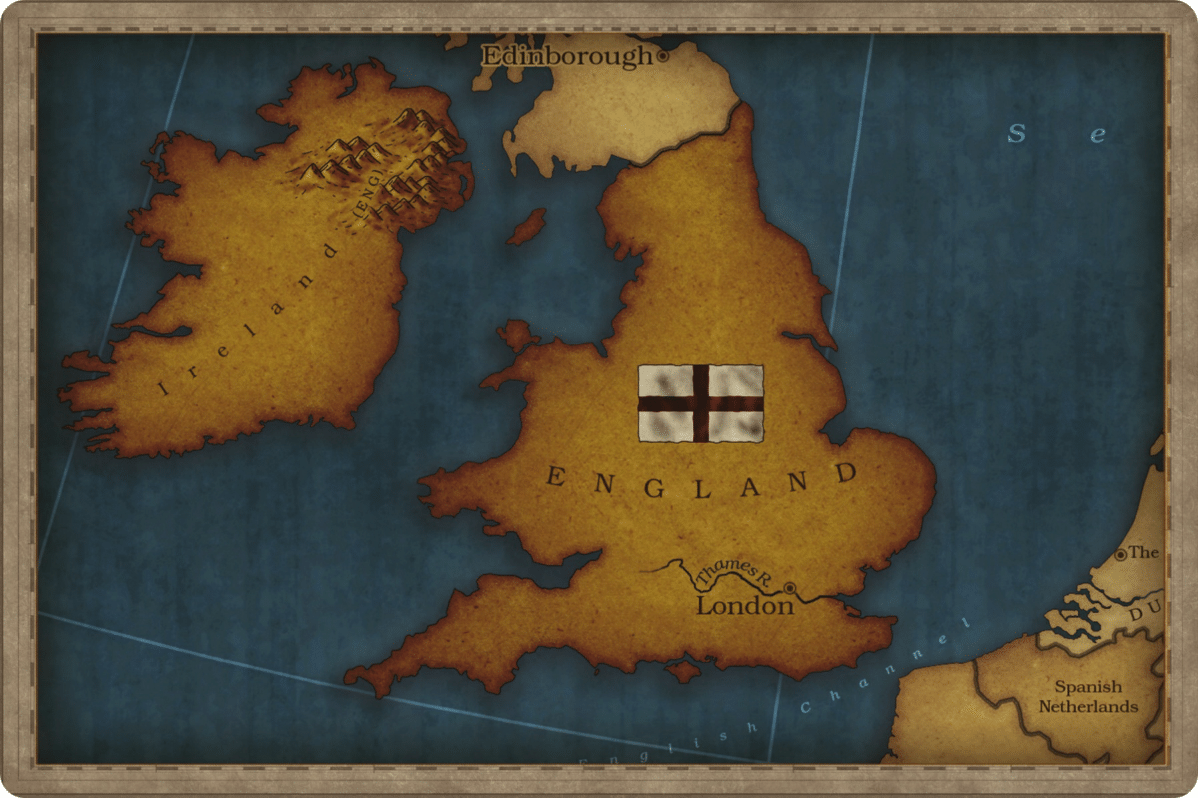 Edinborough
S e
(ENG)
Ireland
ENGLAND
Thames R.
London
The
DU
English Channel
Spanish
Netherlands